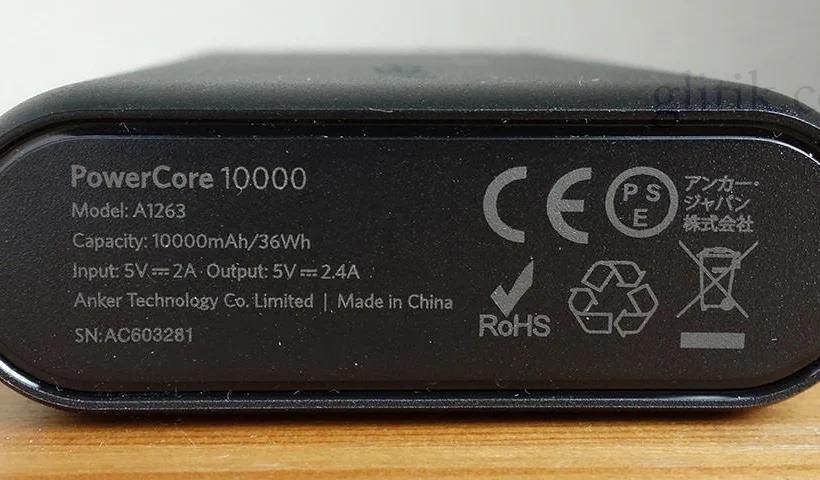 PowerCore 10000
Model: A1263
Capacity: 10000mAh/36Wh
Input: 5V⎓2A Output: 5V⎓2.4A
Anker Technology Co. Limited | Made in China
SN:AC603281
CE
PSE
アンカー・
ジャパン
株式会社
RoHS